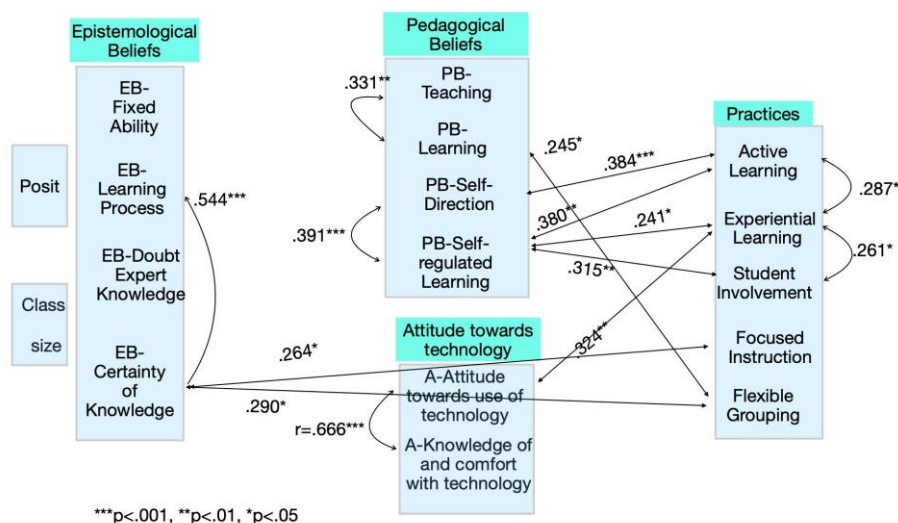 Epistemological
Beliefs
EB-
Fixed
Ability
EB-
Learning
Process
EB-Doubt
Expert
Knowledge
EB-
Certainty
of
Knowledge
Posit
Class
size
.544***
Pedagogical
Beliefs
PB-
Teaching
PB-
Learning
PB-Self-
Direction
PB-Self-
regulated
Learning
.331**
.391***
Attitude towards
technology
A-Attitude
towards use of
technology
A-Knowledge of
and comfort
with technology
r=.666***
.264*
.290*
.245*
.384***
.380**
.241*
.315**
.324**
Practices
Active
Learning
Experiential
Learning
Student
Involvement
Focused
Instruction
Flexible
Grouping
.287*
.261*
***p<.001, **p<.01, *p<.05